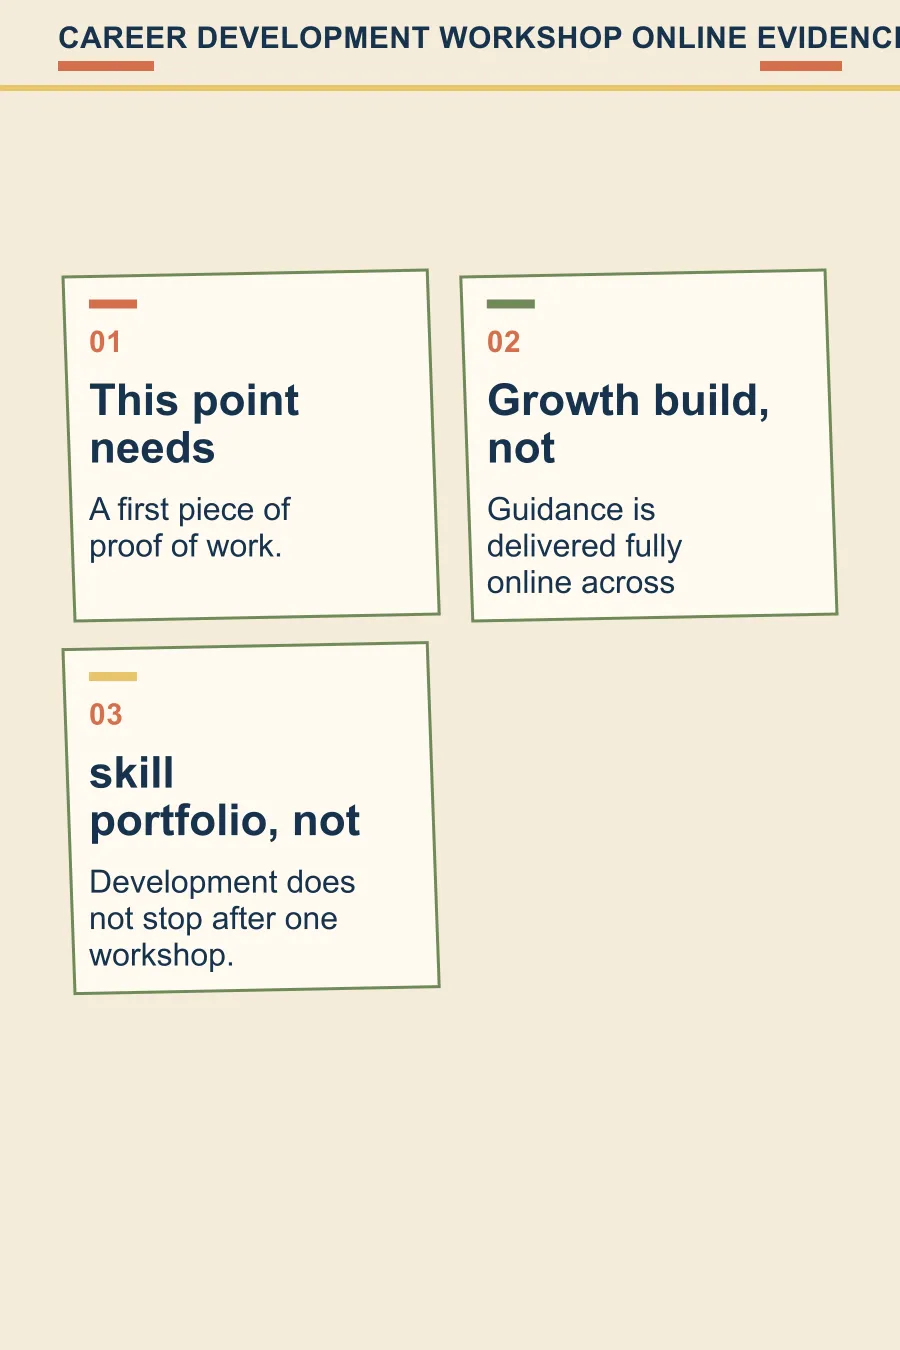 CAREER DEVELOPMENT WORKSHOP ONLINE
01
This point
needs
A first piece of
proof of work.
02
Growth build,
not
Guidance is
delivered fully
online across
03
skill
portfolio, not
Development does
not stop after one
workshop.